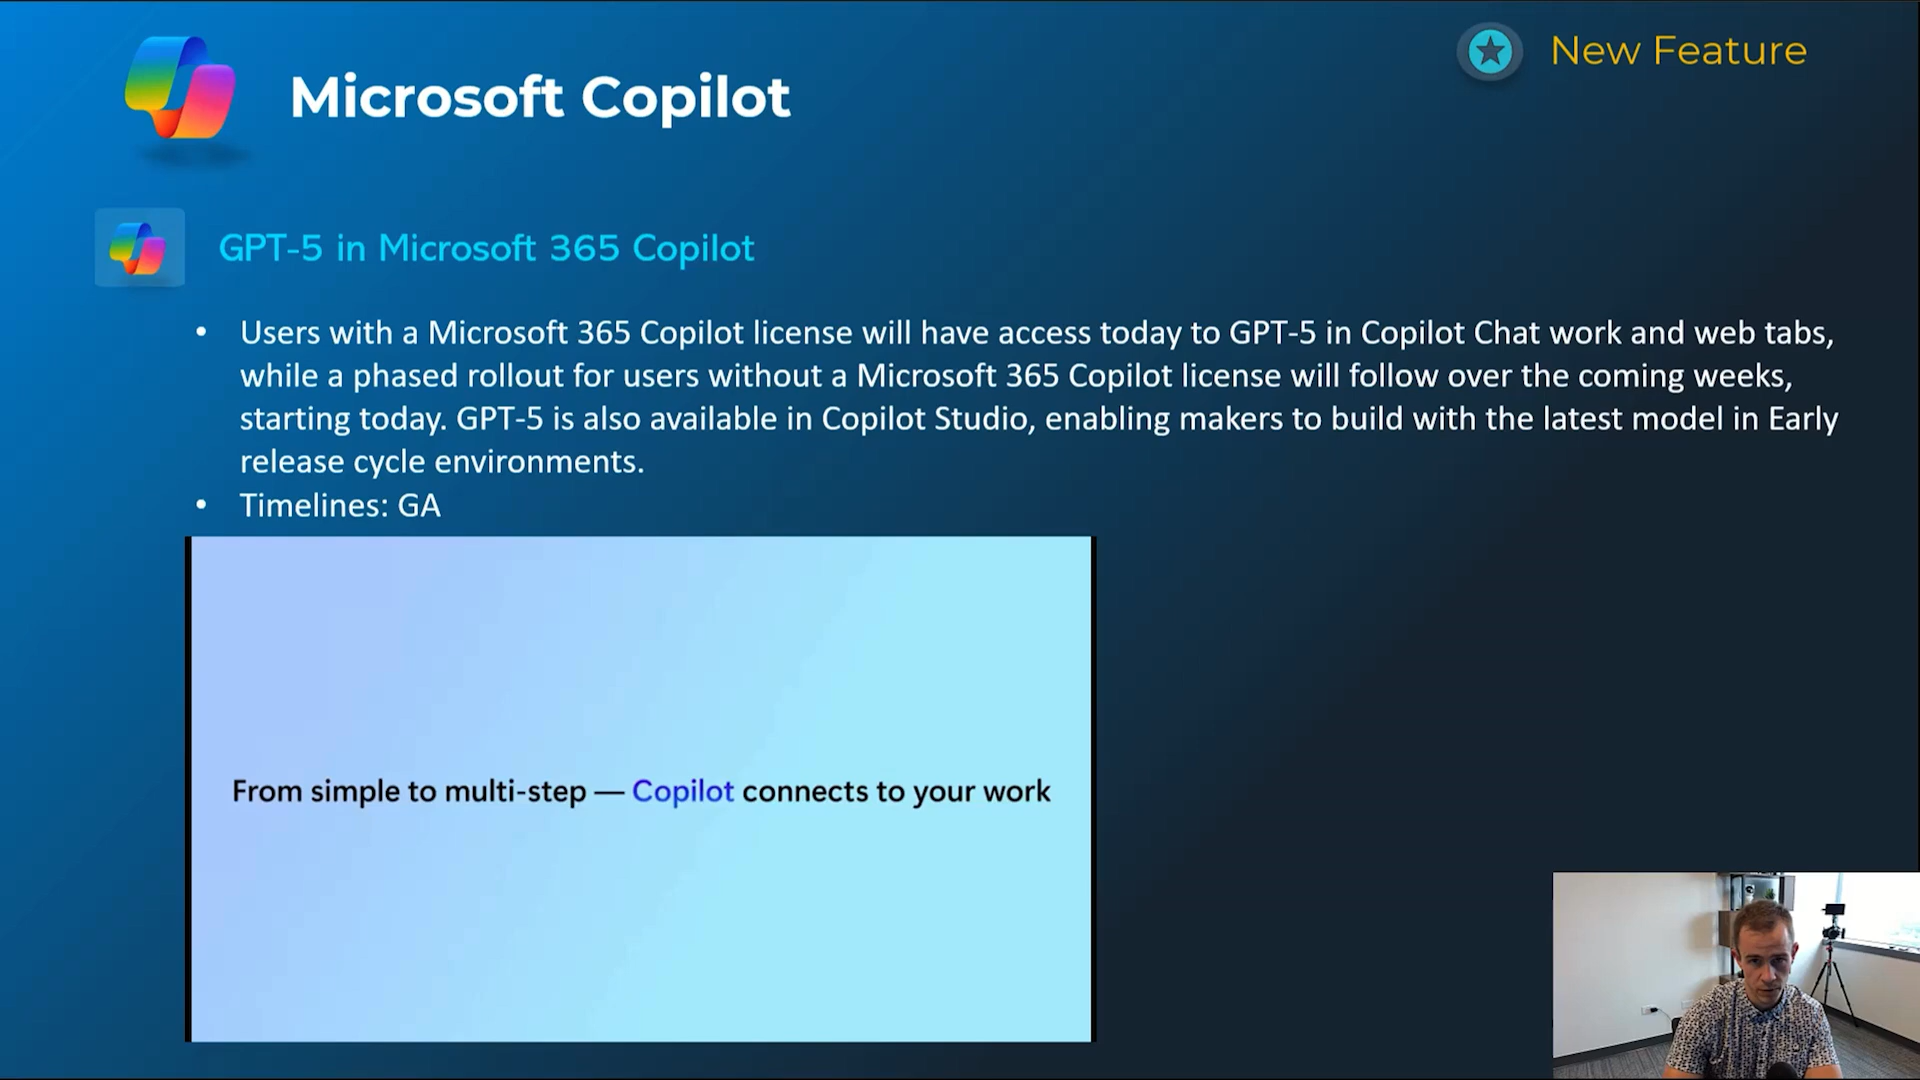 New Feature
Microsoft Copilot
GPT-5 in Microsoft 365 Copilot
• Users with a Microsoft 365 Copilot license will have access today to GPT-5 in Copilot Chat work and web tabs,
while a phased rollout for users without a Microsoft 365 Copilot license will follow over the coming weeks,
starting today. GPT-5 is also available in Copilot Studio, enabling makers to build with the latest model in Early
release cycle environments.
• Timelines: GA
From simple to multi-step — Copilot connects to your work